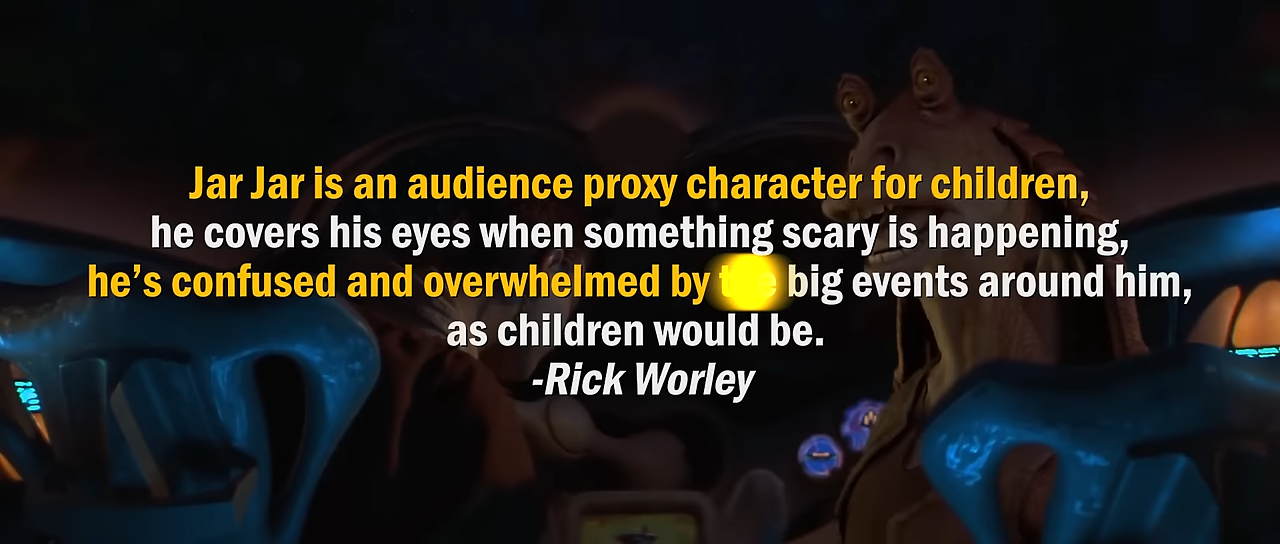 Jar Jar is an audience proxy character for children,
he covers his eyes when something scary is happening,
he’s confused and overwhelmed by the big events around him,
as children would be.
-Rick Worley